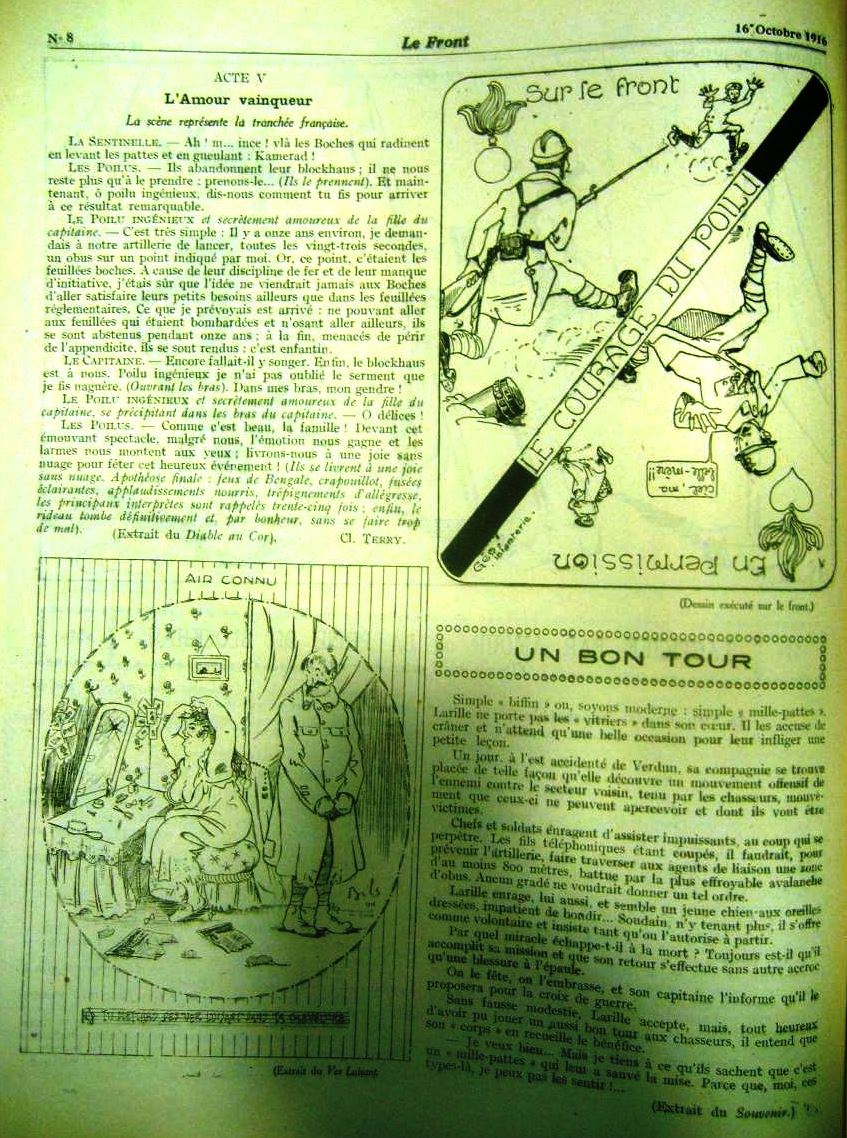 N° 8
Le Front
16 Octobre 1916
ACTE V
L'Amour vainqueur
La scène représente la tranchée française.
LA SENTINELLE. — Ah ! m... ince ! vlà les Boches qui radinent
en levant les pattes et en gueulant : Kamerad !
LES POILUS. — Ils abandonnent leur blockhaus ; il ne nous
reste plus qu'à le prendre : prenons-le... (Ils le prennent). Et main-
tenant, ô poilu ingénieux, dis-nous comment tu fis pour arriver
à ce résultat remarquable.
LE POILU INGÉNIEUX et secrètement amoureux de la fille du
capitaine. — C'est très simple : Il y a onze ans environ, je deman-
dais à notre artillerie de lancer, toutes les vingt-trois secondes,
un obus sur un point indiqué par moi. Or, ce point, c'étaient les
feuillées boches. A cause de leur discipline de fer et de leur manque
d'initiative, j'étais sûr que l'idée ne viendrait jamais aux Boches
d'aller satisfaire leurs petits besoins ailleurs que dans les feuillées
réglementaires. Ce que je prévoyais est arrivé : ne pouvant aller
aux feuillées qui étaient bombardées et n'osant aller ailleurs, ils
se sont abstenus pendant onze ans ; à la fin, menacés de périr
de l'appendicite, ils se sont rendus : c'est enfantin.
LE CAPITAINE. — Encore fallait-il y songer. Enfin, le blockhaus
est à nous. Poilu ingénieux je n'ai pas oublié le serment que
je fis naguère. (Ouvrant les bras). Dans mes bras, mon gendre !
LE POILU INGÉNIEUX et secrètement amoureux de la fille du
capitaine, se précipitant dans les bras du capitaine. — O délices !
LES POILUS. — Comme c'est beau, la famille ! Devant cet
émouvant spectacle, malgré nous, l'émotion nous gagne et les
larmes nous montent aux yeux ; livrons-nous à une joie sans
nuage pour fêter cet heureux événement ! (Ils se livrent à une joie
sans nuage. Apothéose finale : jeux de Bengale, crapouillot, fusées
éclairantes, applaudissements nourris, trépignements d'allégresse,
les principaux interprètes sont rappelés trente-cinq fois ; enfin, le
rideau tombe définitivement et, par bonheur, sans se faire trop
de mal).
(Extrait du Diable au Cor).
Cl. TERRY.
Sur le front
LE COURAGE DU POILU
ciel, ma
belle-mère!!
En Permission
Geo
infanterie.
(Dessin exécuté sur le front.)
AIR CONNU
Bils
TU METTRAS DES
(Extrait du Ver Luisant
UN BON TOUR
Simple « biffin » ou, soyons moderne : simple « mille-pattes ».
Larille ne porte pas les « vitriers » dans son cœur. Il les accuse de
crâner et n'attend qu'une belle occasion pour leur infliger une
petite leçon.
Un jour, à l'est accidenté de Verdun, sa compagnie se trouve
placée de telle façon qu'elle découvre un mouvement offensif de
l'ennemi contre le secteur voisin, tenu par les chasseurs, mouve-
ment que ceux-ci ne peuvent apercevoir et dont ils vont être
victimes.
Chefs et soldats enragent d'assister impuissants, au coup qui se
perpètre. Les fils téléphoniques étant coupés, il faudrait, pour
prévenir l'artillerie, faire traverser aux agents de liaison une zone
d'au moins 800 mètres, battue par la plus effroyable avalanche
d'obus. Aucun gradé ne voudrait donner un tel ordre.
Larille enrage, lui aussi, et semble un jeune chien aux oreilles
dressées, impatient de bondir... Soudain, n'y tenant plus, il s'offre
comme volontaire et insiste tant qu'on l'autorise à partir.
Par quel miracle échappe-t-il à la mort ? Toujours est-il qu'il
accomplit sa mission et que son retour s'effectue sans autre accroc
qu'une blessure à l'épaule.
On le fête, on l'embrasse, et son capitaine l'informe qu'il le
proposera pour la croix de guerre.
Sans fausse modestie, Larille accepte, mais, tout heureux
d'avoir pu jouer un aussi bon tour aux chasseurs, il entend que
son « corps » en recueille le bénéfice.
— Je veux bien... Mais je tiens à ce qu'ils sachent que c'est
un « mille-pattes » qui leur a sauvé la mise. Parce que, moi, ces
types-là, je peux pas les sentir !...
(Extrait du Souvenir.)